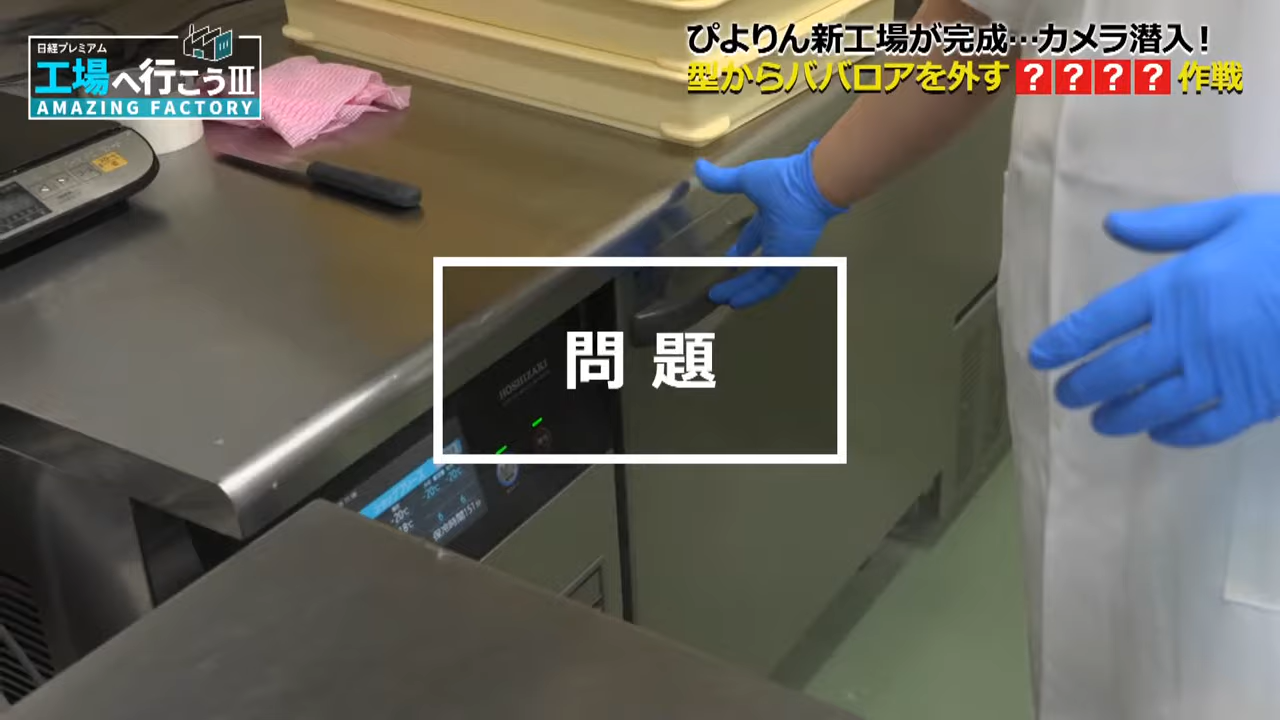 日経プレミアム
工場へ行こうⅢ
AMAZING FACTORY
ぴよりん新工場が完成…カメラ潜入！
型からババロアを外す????作戦
問題
HOSHIZAKI
-20℃
-20℃
-20℃
-18℃
保冷時間151分